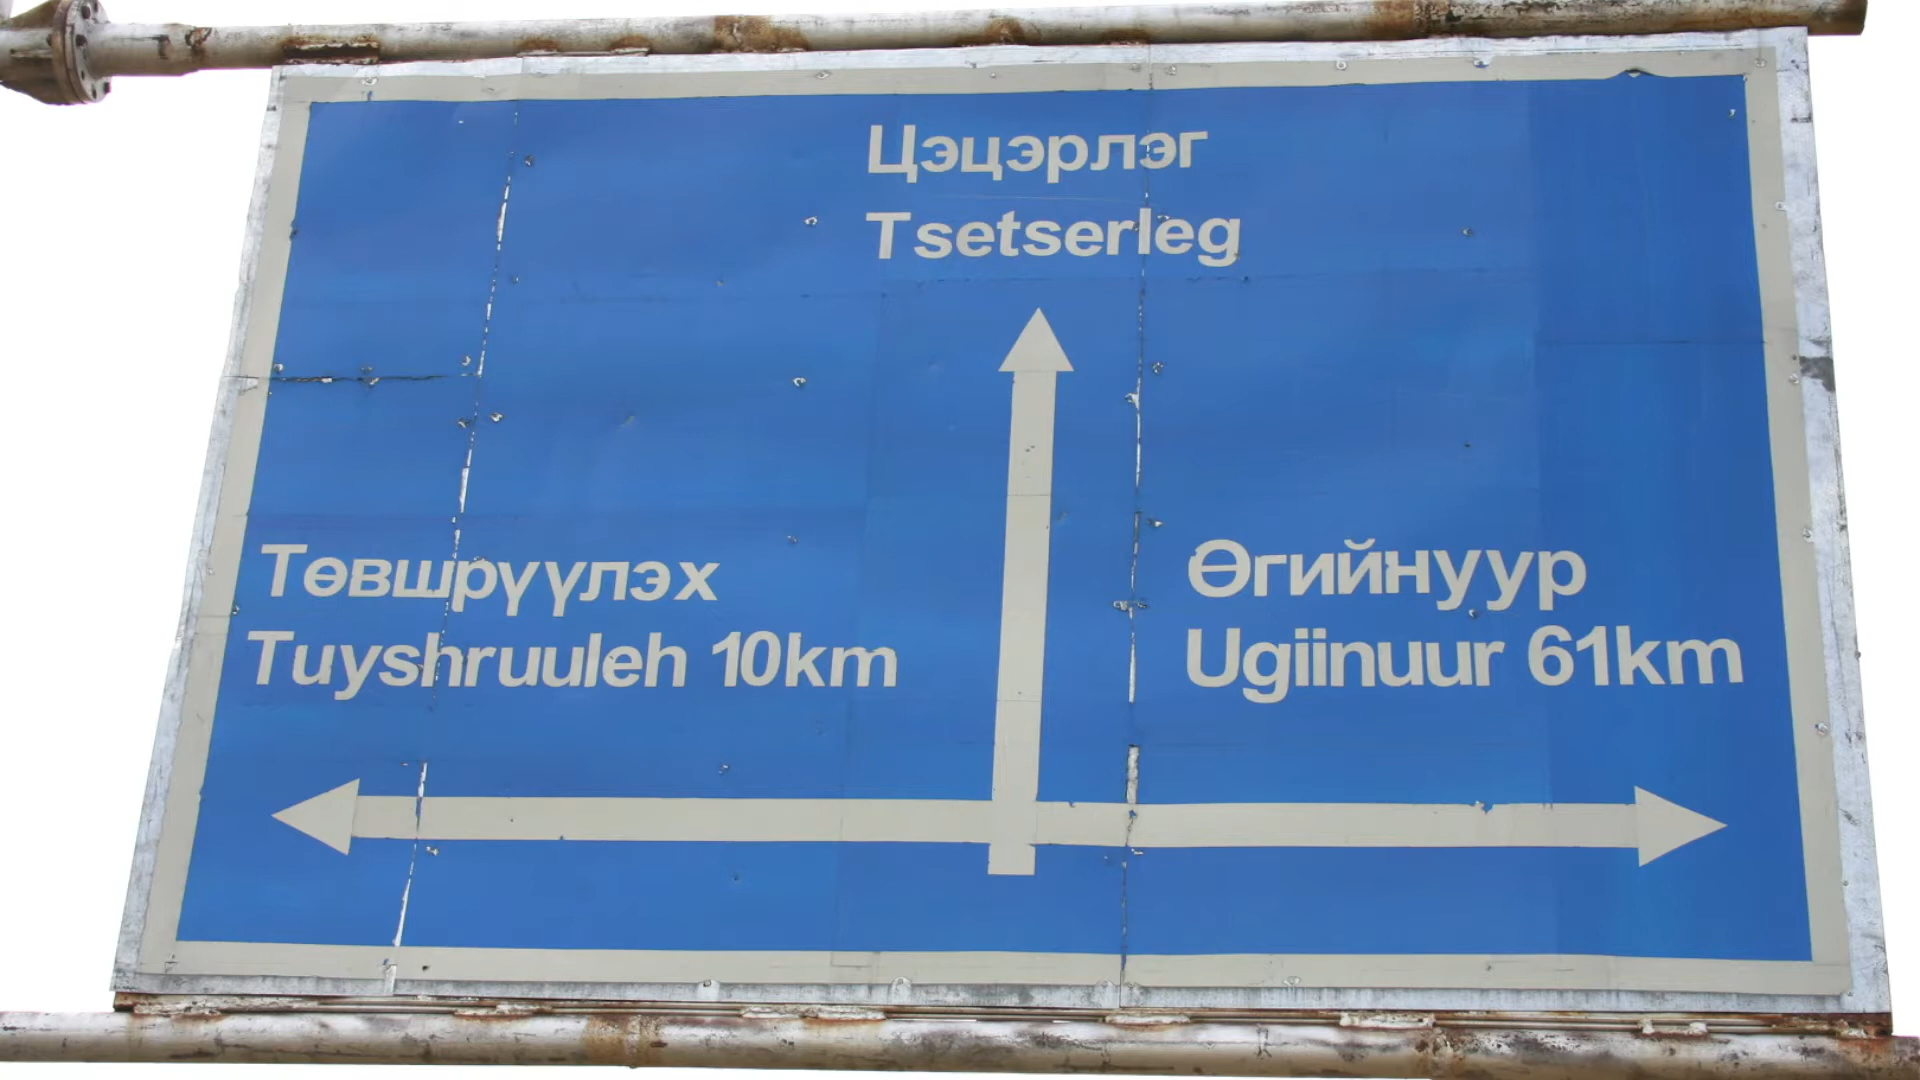 Цэцэрлэг
Tsetserleg
Төвшрүүлэх
Tuyshruuleh 10km
Өгийнуур
Ugiinuur 61km